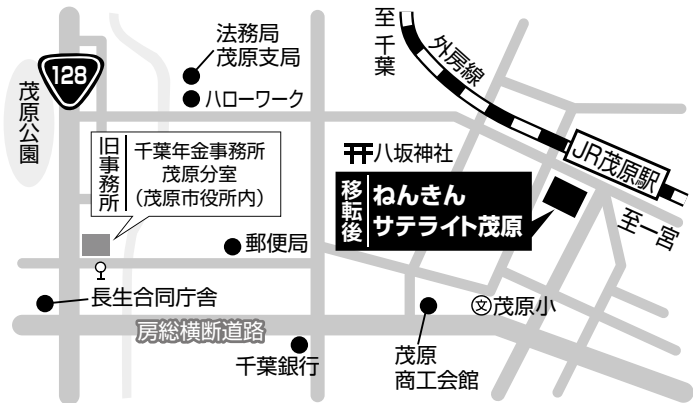 至千葉
外房線
法務局
茂原支局
128
ハローワーク
茂原公園
旧事務所
千葉年金事務所
茂原分室
(茂原市役所内)
八坂神社
JR茂原駅
移転後
ねんきん
サテライト茂原
至一宮
郵便局
長生合同庁舎
文茂原小
房総横断道路
千葉銀行
茂原
商工会館